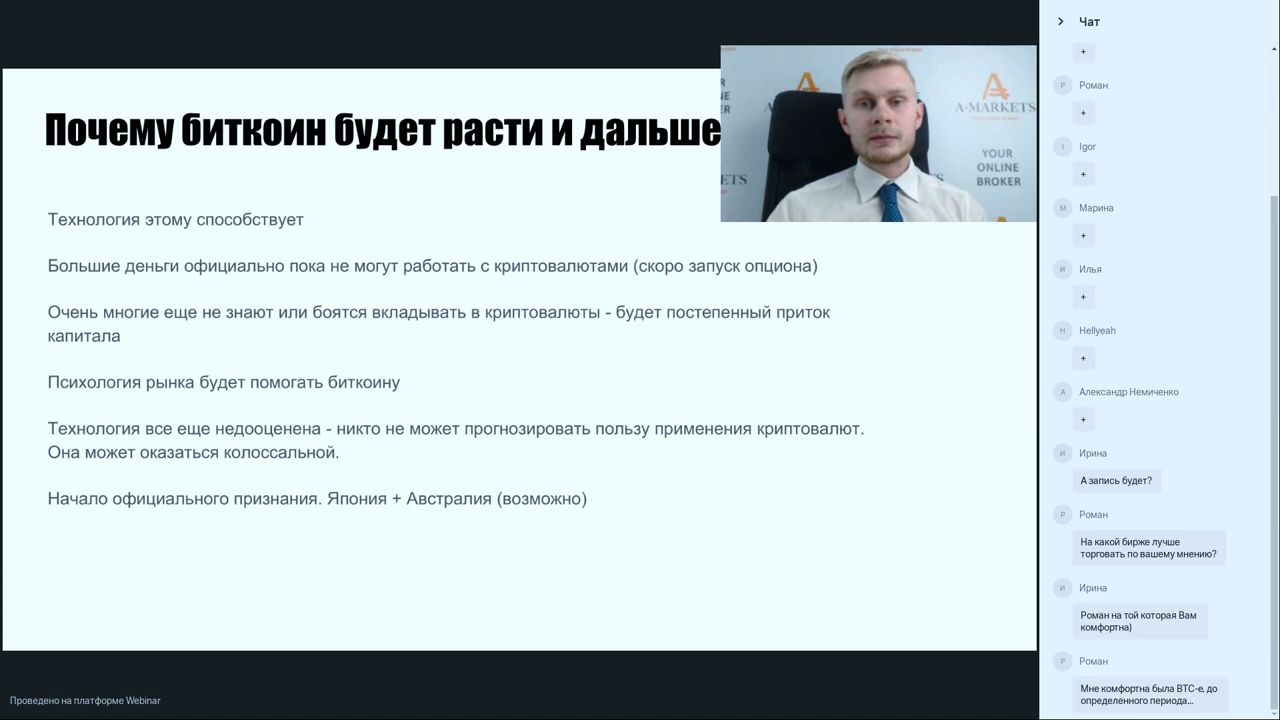 Почему биткоин будет расти и дальше
Технология этому способствует
Большие деньги официально пока не могут работать с криптовалютами (скоро запуск опциона)
Очень многие еще не знают или боятся вкладывать в криптовалюты - будет постепенный приток
капитала
Психология рынка будет помогать биткоину
Технология все еще недооценена - никто не может прогнозировать пользу применения криптовалют.
Она может оказаться колоссальной.
Начало официального признания. Япония + Австралия (возможно)
A-MARKETS
YOUR
ONLINE
BROKER
ETS
Проведено на платформе Webinar
Чат
+
Р
Роман
+
I
Igor
+
М
Марина
+
И
Илья
+
H
Hellyeah
+
А
Александр Немиченко
+
И
Ирина
А запись будет?
Р
Роман
На какой бирже лучше
торговать по вашему мнению?
И
Ирина
Роман на той которая Вам
комфортна)
Р
Роман
Мне комфортна была BTC-e, до
определенного периода...